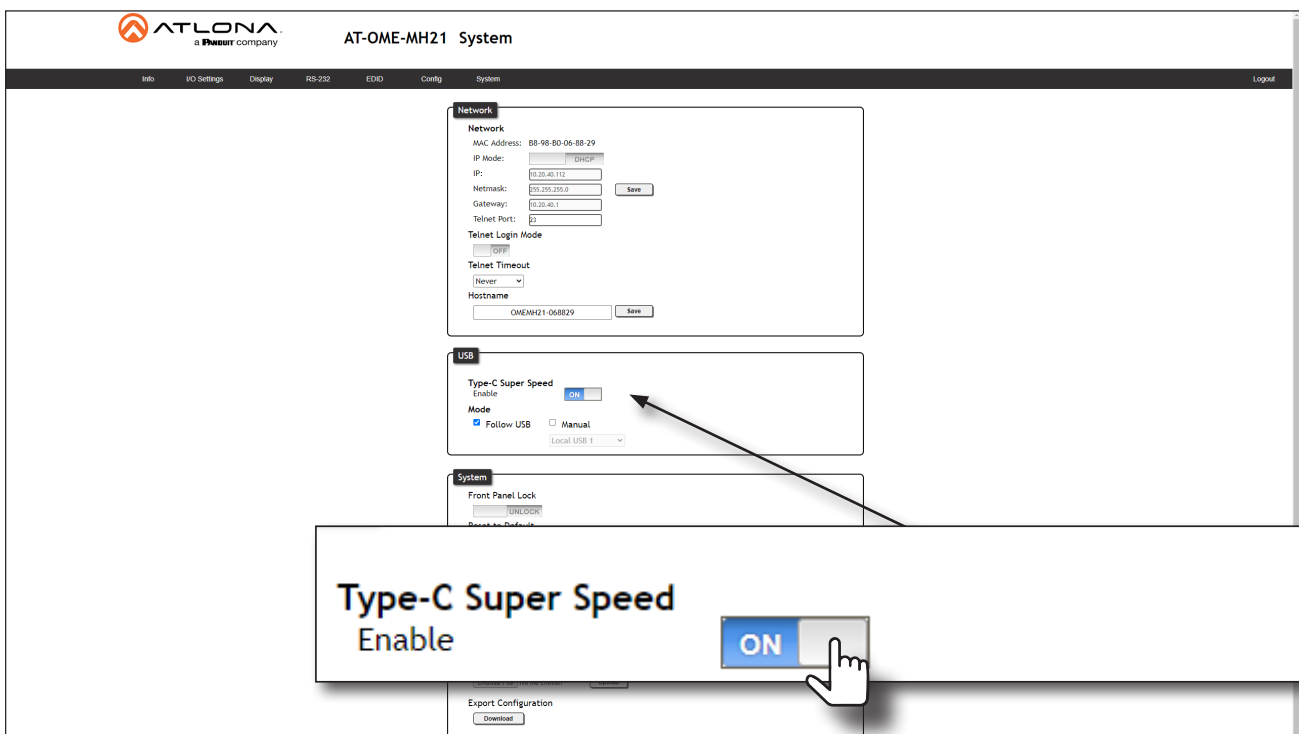 ATLONA.
a PANDUIT company
AT-OME-MH21 System
Info I/O Settings Display RS-232 EDID Config System Logout
Network
Network
MAC Address: B8-98-B0-06-88-29
IP Mode: DHCP
IP: 10.20.40.112
Netmask: 255.255.255.0 Save
Gateway: 10.20.40.1
Telnet Port: 23
Telnet Login Mode
OFF
Telnet Timeout
Never
Hostname
OMEMH21-068829 Save
USB
Type-C Super Speed
Enable ON
Mode
Follow USB Manual
Local USB 1
System
Front Panel Lock
UNLOCK
Reset to Default
Type-C Super Speed
Enable ON
Export Configuration
Download